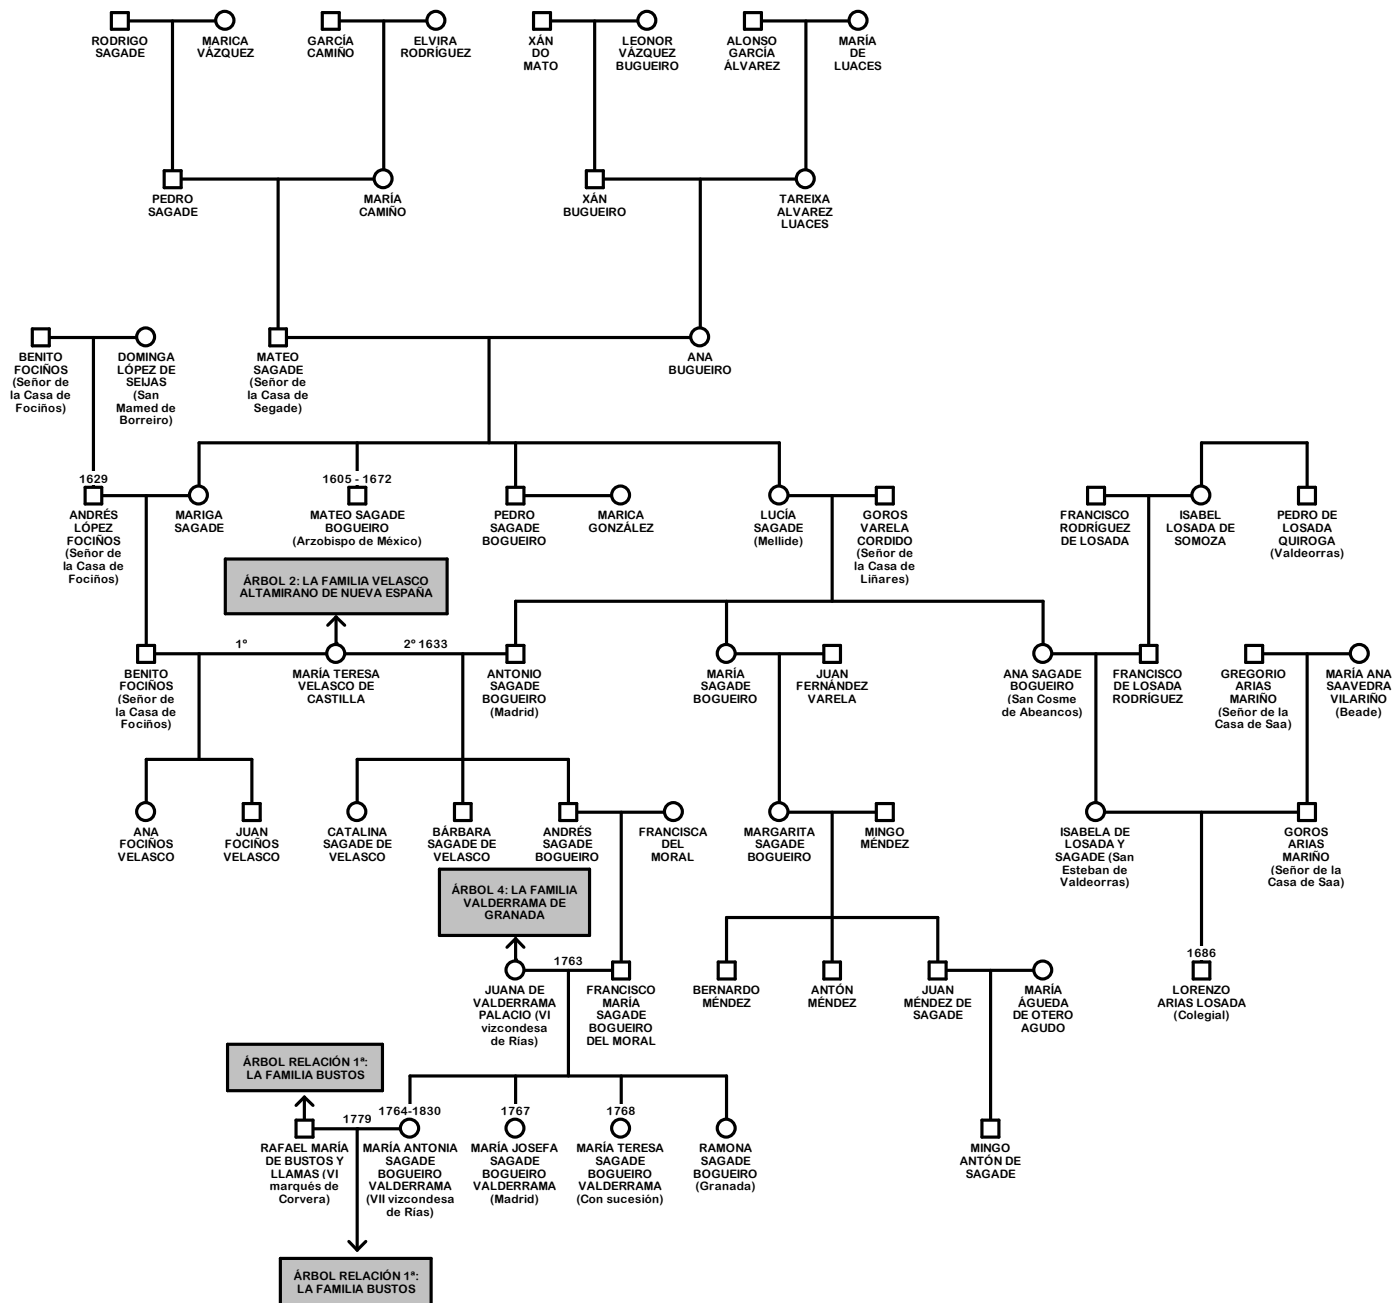 RODRIGO
SAGADE
MARICA
VÁZQUEZ
GARCÍA
CAMIÑO
ELVIRA
RODRÍGUEZ
XÁN
DO
MATO
LEONOR
VÁZQUEZ
BUGUEIRO
ALONSO
GARCÍA
ÁLVAREZ
MARÍA
DE
LUACES
PEDRO
SAGADE
MARÍA
CAMIÑO
XÁN
BUGUEIRO
TAREIXA
ALVAREZ
LUACES
BENITO
FOCIÑOS
(Señor de
la Casa de
Fociños)
DOMINGA
LÓPEZ DE
SEIJAS
(San
Mamed de
Borreiro)
MATEO
SAGADE
(Señor de
la Casa de
Segade)
ANA
BUGUEIRO
1629
ANDRÉS
LÓPEZ
FOCIÑOS
(Señor de
la Casa de
Fociños)
MARIGA
SAGADE
1605 - 1672
MATEO SAGADE
BOGUEIRO
(Arzobispo de México)
PEDRO
SAGADE
BOGUEIRO
MARICA
GONZÁLEZ
LUCÍA
SAGADE
(Mellide)
GOROS
VARELA
CORDIDO
(Señor de
la Casa de
Liñares)
FRANCISCO
RODRÍGUEZ
DE LOSADA
ISABEL
LOSADA DE
SOMOZA
PEDRO DE
LOSADA
QUIROGA
(Valdeorras)
ÁRBOL 2: LA FAMILIA VELASCO
ALTAMIRANO DE NUEVA ESPAÑA
BENITO
FOCIÑOS
(Señor de
la Casa de
Fociños)
1º
MARÍA TERESA
VELASCO DE
CASTILLA
2º 1633
ANTONIO
SAGADE
BOGUEIRO
(Madrid)
MARÍA
SAGADE
BOGUEIRO
JUAN
FERNÁNDEZ
VARELA
ANA SAGADE
BOGUEIRO
(San Cosme
de Abeancos)
FRANCISCO
DE LOSADA
RODRÍGUEZ
GREGORIO
ARIAS
MARIÑO
(Señor de la
Casa de Saa)
MARÍA ANA
SAAVEDRA
VILARIÑO
(Beade)
ANA
FOCIÑOS
VELASCO
JUAN
FOCIÑOS
VELASCO
CATALINA
SAGADE DE
VELASCO
BÁRBARA
SAGADE DE
VELASCO
ANDRÉS
SAGADE
BOGUEIRO
FRANCISCA
DEL
MORAL
MARGARITA
SAGADE
BOGUEIRO
MINGO
MÉNDEZ
ISABELA DE
LOSADA Y
SAGADE (San
Esteban de
Valdeorras)
GOROS
ARIAS
MARIÑO
(Señor de la
Casa de Saa)
ÁRBOL 4: LA FAMILIA
VALDERRAMA DE
GRANADA
JUANA DE
VALDERRAMA
PALACIO (VI
vizcondesa
de Rías)
1763
FRANCISCO
MARÍA
SAGADE
BOGUEIRO
DEL MORAL
BERNARDO
MÉNDEZ
ANTÓN
MÉNDEZ
JUAN
MÉNDEZ DE
SAGADE
MARÍA
ÁGUEDA
DE OTERO
AGUDO
1686
LORENZO
ARIAS LOSADA
(Colegial)
ÁRBOL RELACIÓN 1ª:
LA FAMILIA BUSTOS
RAFAEL MARÍA
DE BUSTOS Y
LLAMAS (VI
marqués de
Corvera)
1779
1764-1830
MARÍA ANTONIA
SAGADE
BOGUEIRO
VALDERRAMA
(VII vizcondesa
de Rías)
1767
MARÍA JOSEFA
SAGADE
BOGUEIRO
VALDERRAMA
(Madrid)
1768
MARÍA TERESA
SAGADE
BOGUEIRO
VALDERRAMA
(Con sucesión)
RAMONA
SAGADE
BOGUEIRO
(Granada)
MINGO
ANTÓN DE
SAGADE
ÁRBOL RELACIÓN 1ª:
LA FAMILIA BUSTOS